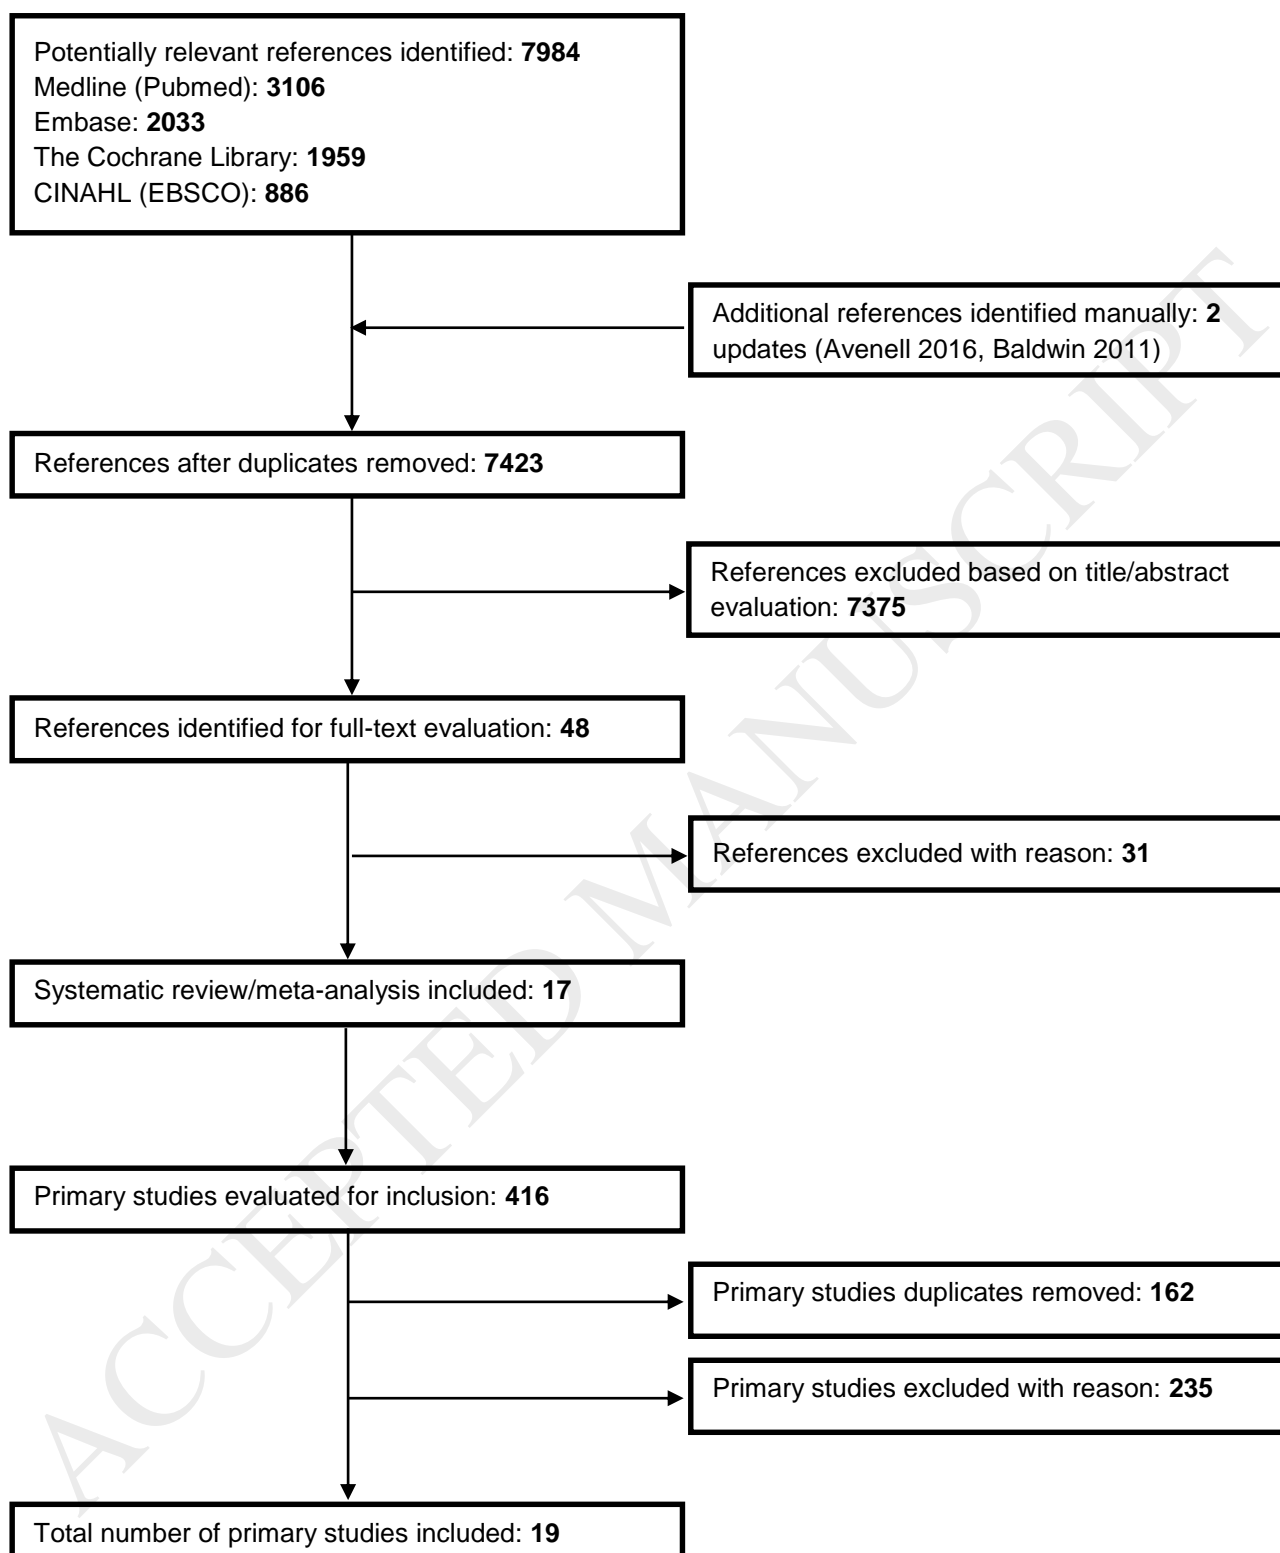 Potentially relevant references identified: 7984
Medline (Pubmed): 3106
Embase: 2033
The Cochrane Library: 1959
CINAHL (EBSCO): 886
Additional references identified manually: 2
updates (Avenell 2016, Baldwin 2011)
References after duplicates removed: 7423
References excluded based on title/abstract
evaluation: 7375
References identified for full-text evaluation: 48
References excluded with reason: 31
Systematic review/meta-analysis included: 17
Primary studies evaluated for inclusion: 416
Primary studies duplicates removed: 162
Primary studies excluded with reason: 235
Total number of primary studies included: 19
ACCEPTED MANUSCRIPT